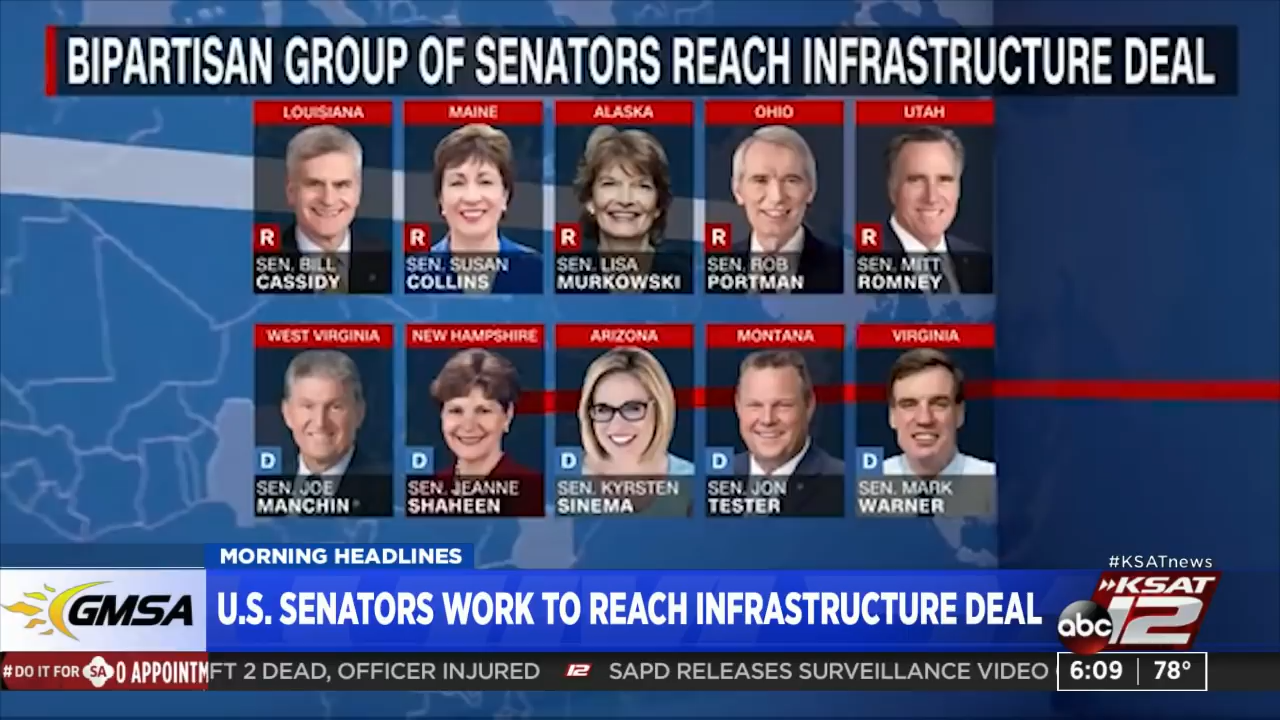 BIPARTISAN GROUP OF SENATORS REACH INFRASTRUCTURE DEAL
LOUISIANA
MAINE
ALASKA
OHIO
UTAH
R
R
R
R
R
SEN. BILL
CASSIDY
SEN. SUSAN
COLLINS
SEN. LISA
MURKOWSKI
SEN. ROB
PORTMAN
SEN. MITT
ROMNEY
WEST VIRGINIA
NEW HAMPSHIRE
ARIZONA
MONTANA
VIRGINIA
D
D
D
D
D
SEN. JOE
MANCHIN
SEN. JEANNE
SHAHEEN
SEN. KYRSTEN
SINEMA
SEN. JON
TESTER
SEN. MARK
WARNER
MORNING HEADLINES
#KSATnews
GMSA
U.S. SENATORS WORK TO REACH INFRASTRUCTURE DEAL
KSAT
abc 12
#DO IT FOR SA
O APPOINTM
FT 2 DEAD, OFFICER INJURED 12 SAPD RELEASES SURVEILLANCE VIDEO
6:09 78°